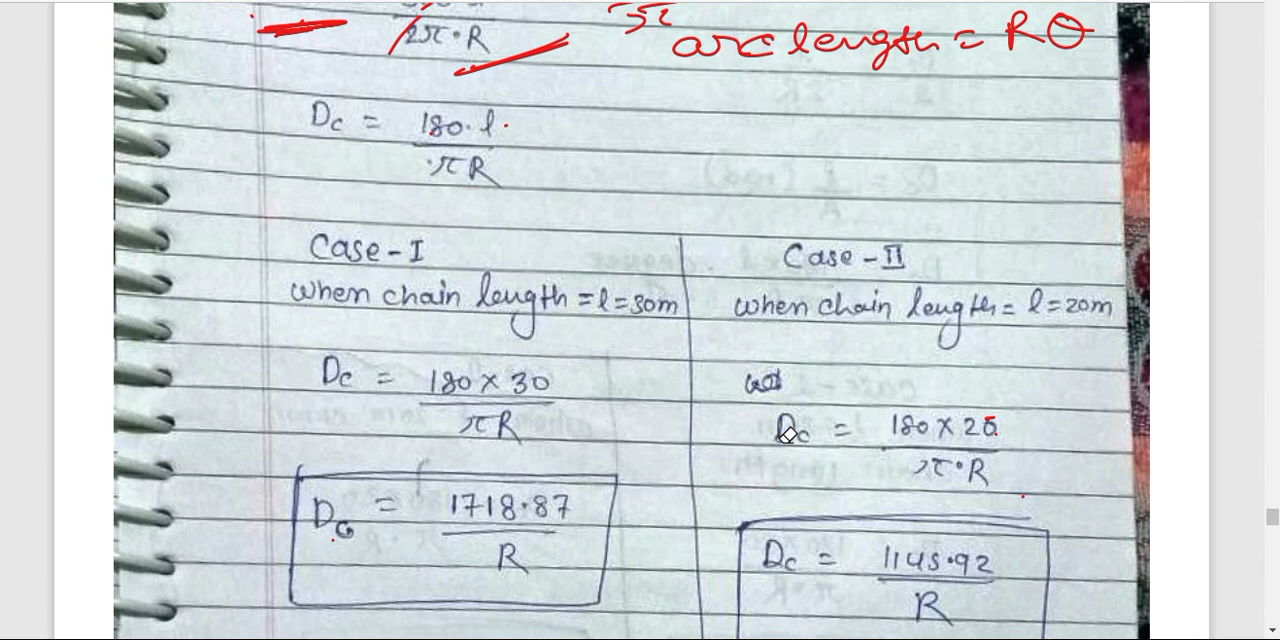 2π·R
arc length = Rθ
Dc = 180·l
πR
Case-I
when chain length = l = 30m
Dc = 180 × 30
πR
Dc = 1718.87
R
Case-II
when chain length = l = 20m
Dc = 180 × 20
π·R
Dc = 1145.92
R